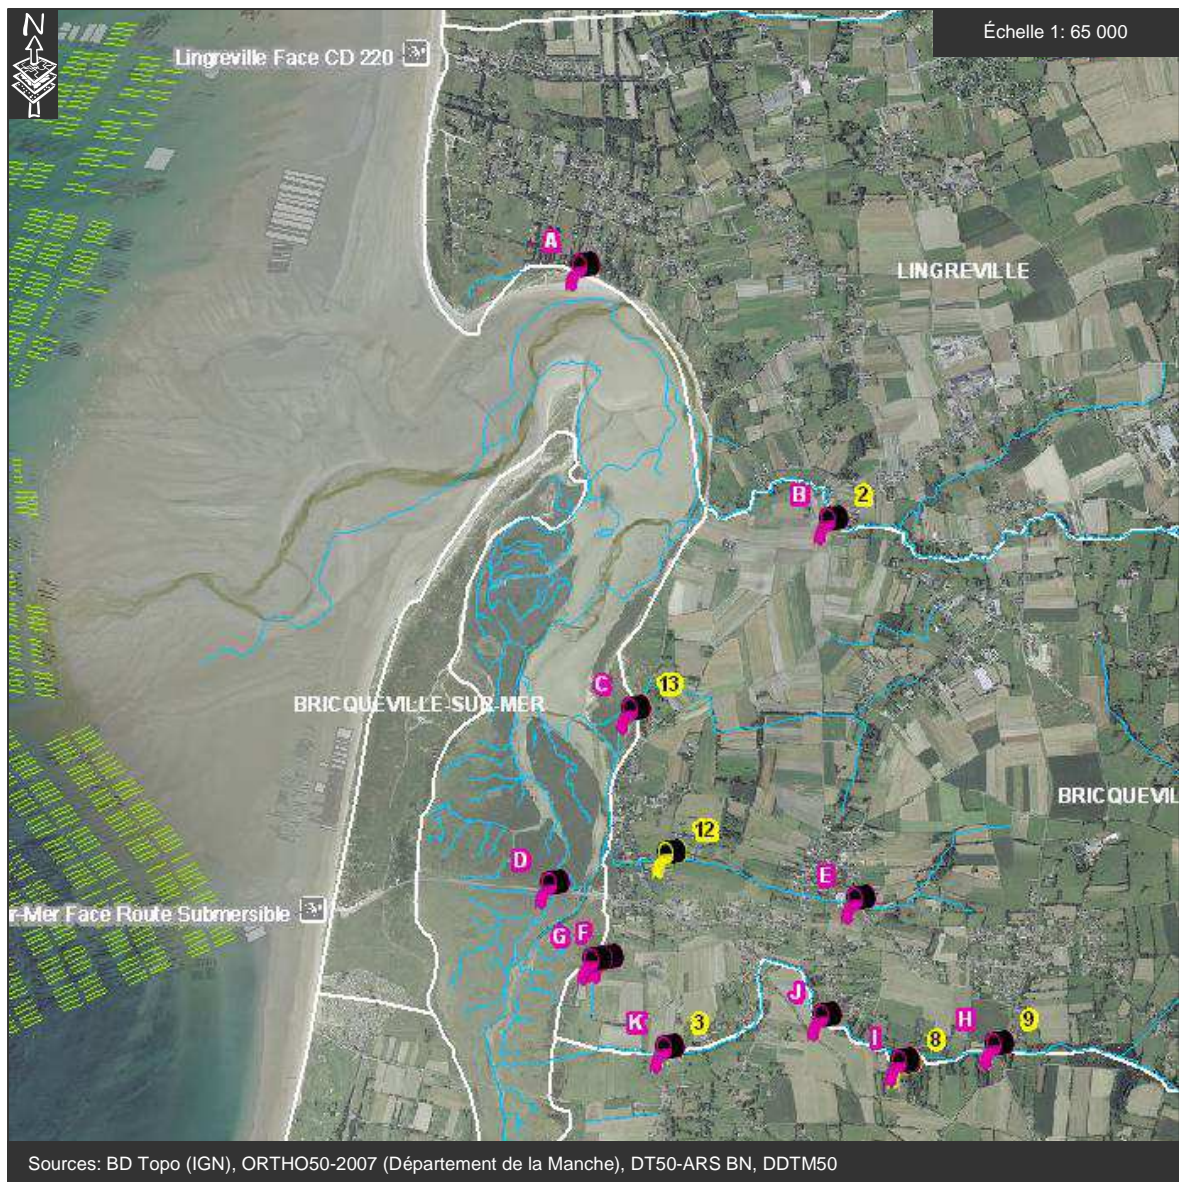 N
Échelle 1: 65 000
Lingreville Face CD 220
A
LINGREVILLE
B 2
C 13
BRICQUEVILLE-SUR-MER
BRICQUEVIL
12
D
E
r-Mer Face Route Submersible
G F
J
K 3
I 8
H 9
Sources: BD Topo (IGN), ORTHO50-2007 (Département de la Manche), DT50-ARS BN, DDTM50